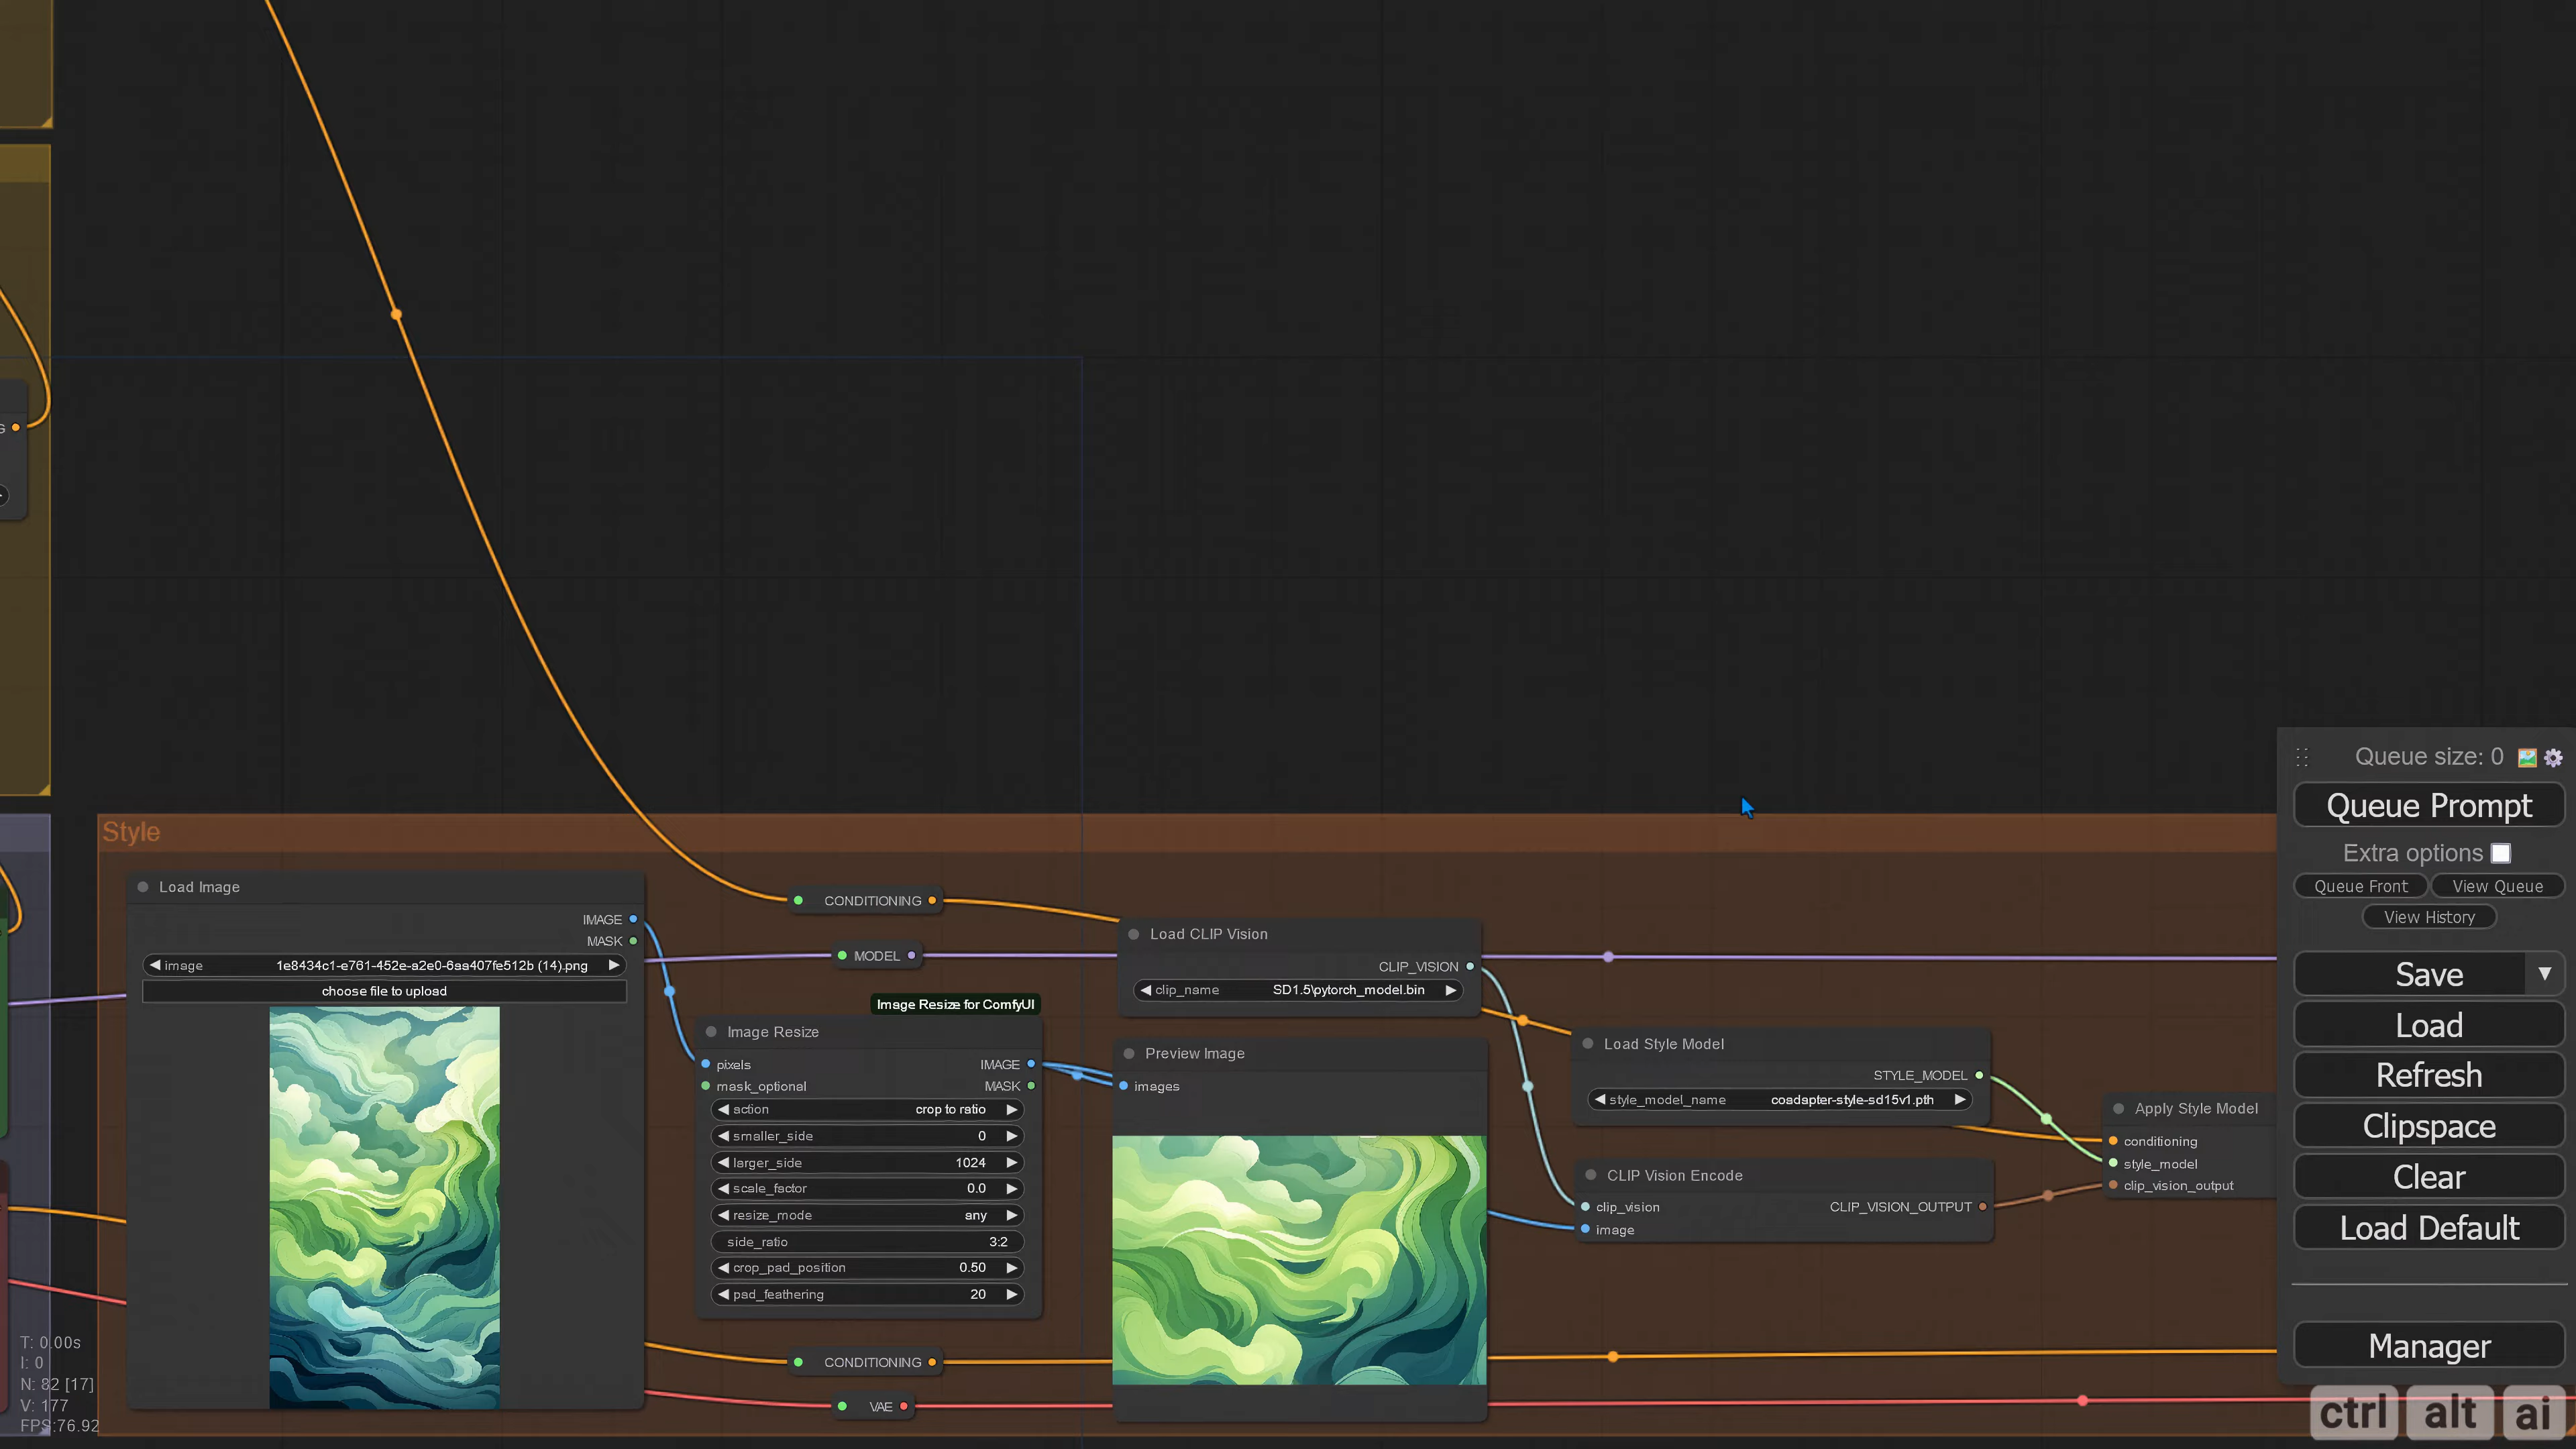 Style
Load Image
IMAGE
MASK
image 1e8434c1-e761-452e-a2e0-6aa407fe512b (14).png
choose file to upload
CONDITIONING
MODEL
Image Resize for ComfyUI
Image Resize
pixels IMAGE
mask_optional MASK
action crop to ratio
smaller_side 0
larger_side 1024
scale_factor 0.0
resize_mode any
side_ratio 3:2
crop_pad_position 0.50
pad_feathering 20
CONDITIONING
VAE
Load CLIP Vision
CLIP_VISION
clip_name SD1.5\pytorch_model.bin
Preview Image
images
Load Style Model
STYLE_MODEL
style_model_name coadapter-style-sd15v1.pth
CLIP Vision Encode
clip_vision CLIP_VISION_OUTPUT
image
Apply Style Model
conditioning
style_model
clip_vision_output
Queue size: 0
Queue Prompt
Extra options
Queue Front View Queue
View History
Save
Load
Refresh
Clipspace
Clear
Load Default
Manager
ctrl alt ai
T: 0.00s
I: 0
N: 82 [17]
V: 177
FPS:76.92